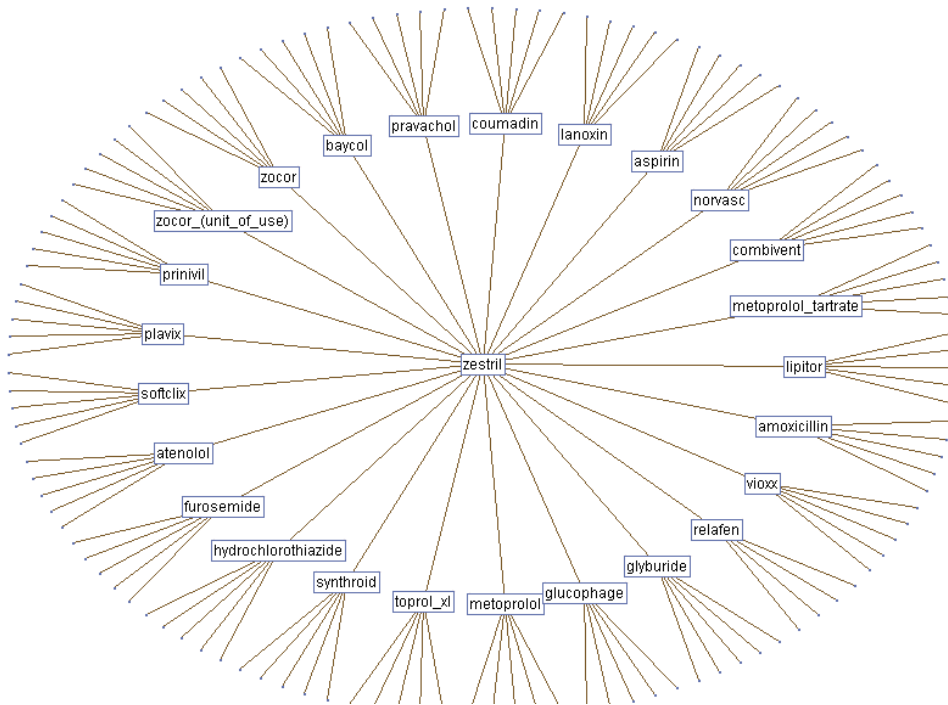 pravachol
coumadin
lanoxin
baycol
aspirin
zocor
norvasc
zocor_(unit_of_use)
combivent
prinivil
metoprolol_tartrate
plavix
zestril
lipitor
softclix
amoxicillin
atenolol
vioxx
furosemide
relafen
hydrochlorothiazide
glyburide
synthroid
glucophage
toprol_xl
metoprolol